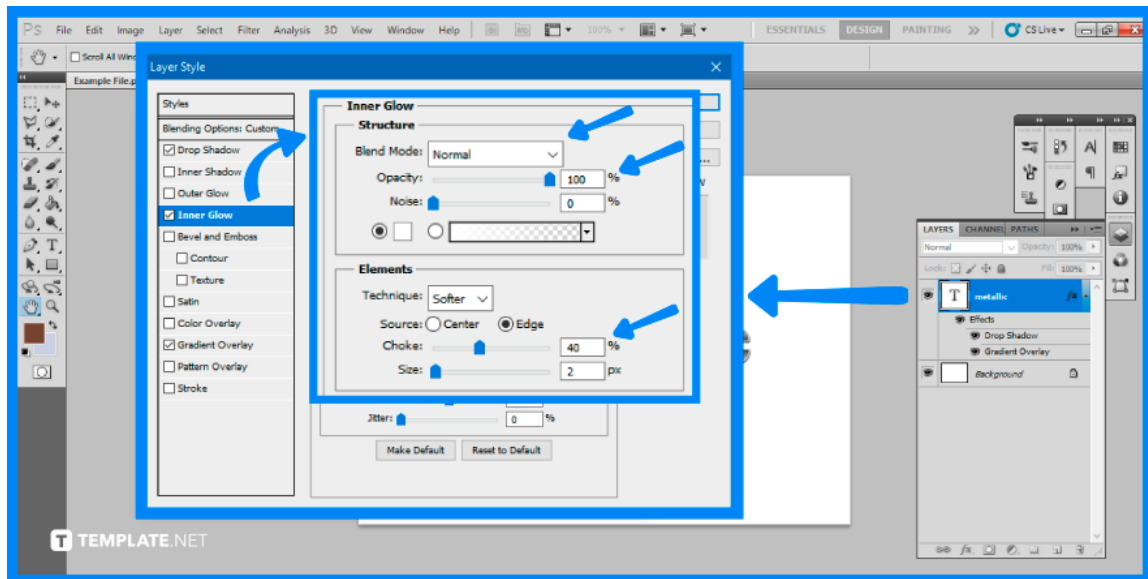 PS File Edit Image Layer Select Filter Analysis 3D View Window Help 100% ESSENTIALS DESIGN PAINTING CS Live
Scroll All Wind
Example File.p
Layer Style
Styles
Blending Options: Custom
Drop Shadow
Inner Shadow
Outer Glow
Inner Glow
Bevel and Emboss
Contour
Texture
Satin
Color Overlay
Gradient Overlay
Pattern Overlay
Stroke
Inner Glow
Structure
Blend Mode: Normal
Opacity: 100 %
Noise: 0 %
Elements
Technique: Softer
Source: Center Edge
Choke: 40 %
Size: 2 px
Jitter: 0 %
Make Default Reset to Default
LAYERS CHANNEL PATHS
Normal Opacity: 100%
Lock: Fill: 100%
T metallic fx
Effects
Drop Shadow
Gradient Overlay
Background
T TEMPLATE.NET